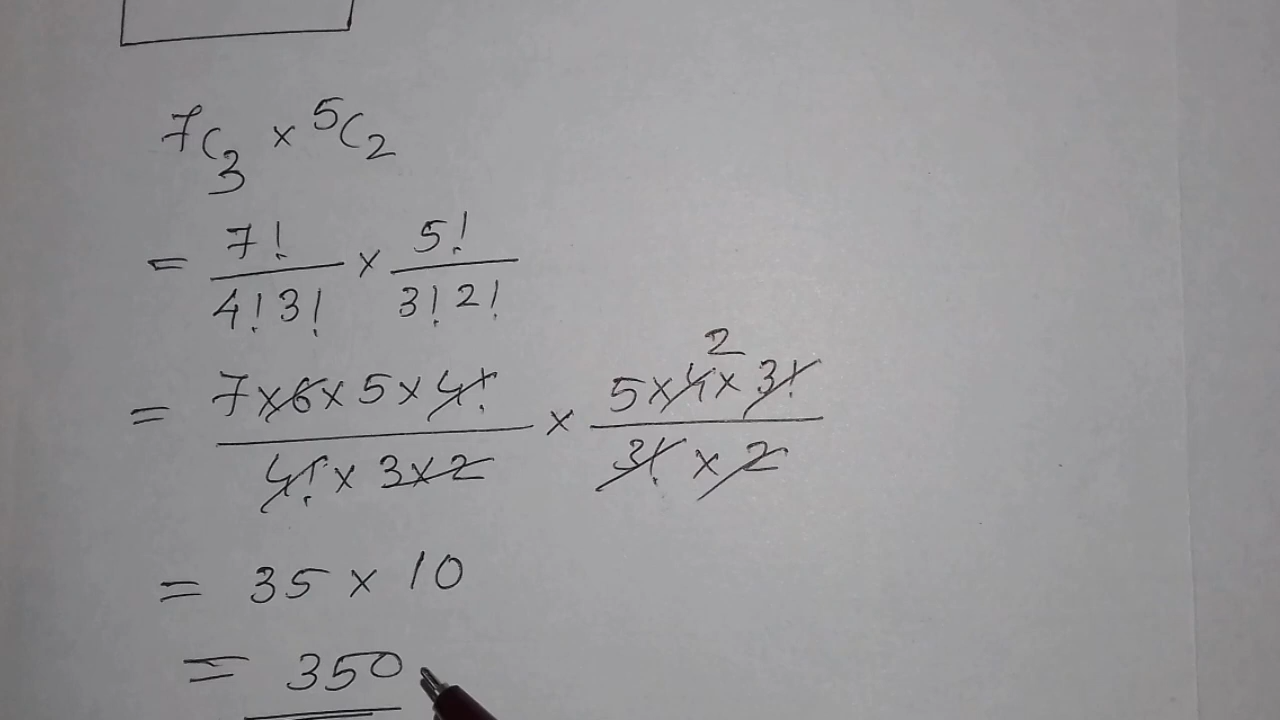 ⁷C₃ × ⁵C₂
= 7!/4!3! × 5!/3!2!
= 7×6×5×4!/4!×3×2 × 5×4×3!/3!×2 2
= 35 × 10
= 350